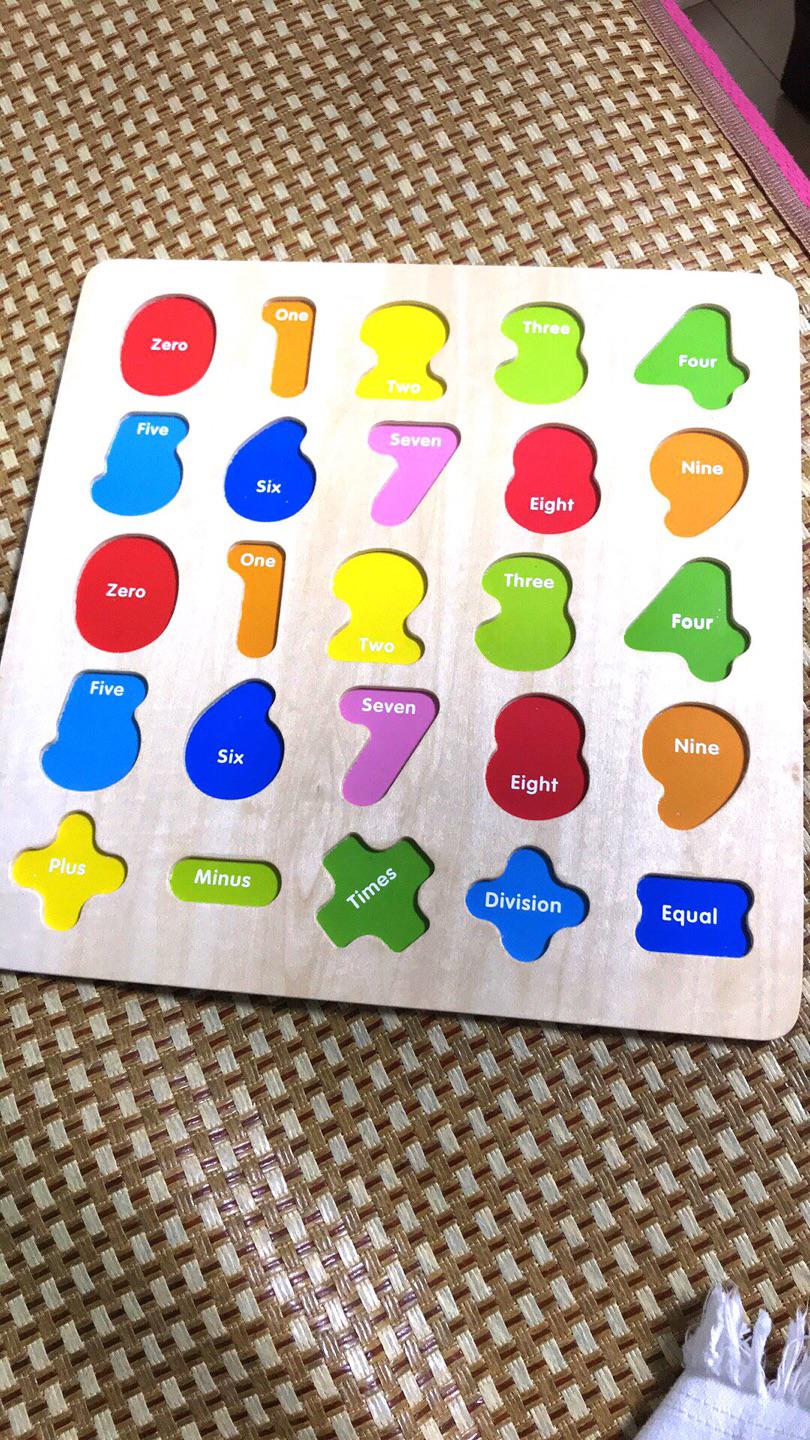 Zero One Two Three Four
Five Six Seven Eight Nine
Zero One Two Three Four
Five Six Seven Eight Nine
Plus Minus Times Division Equal